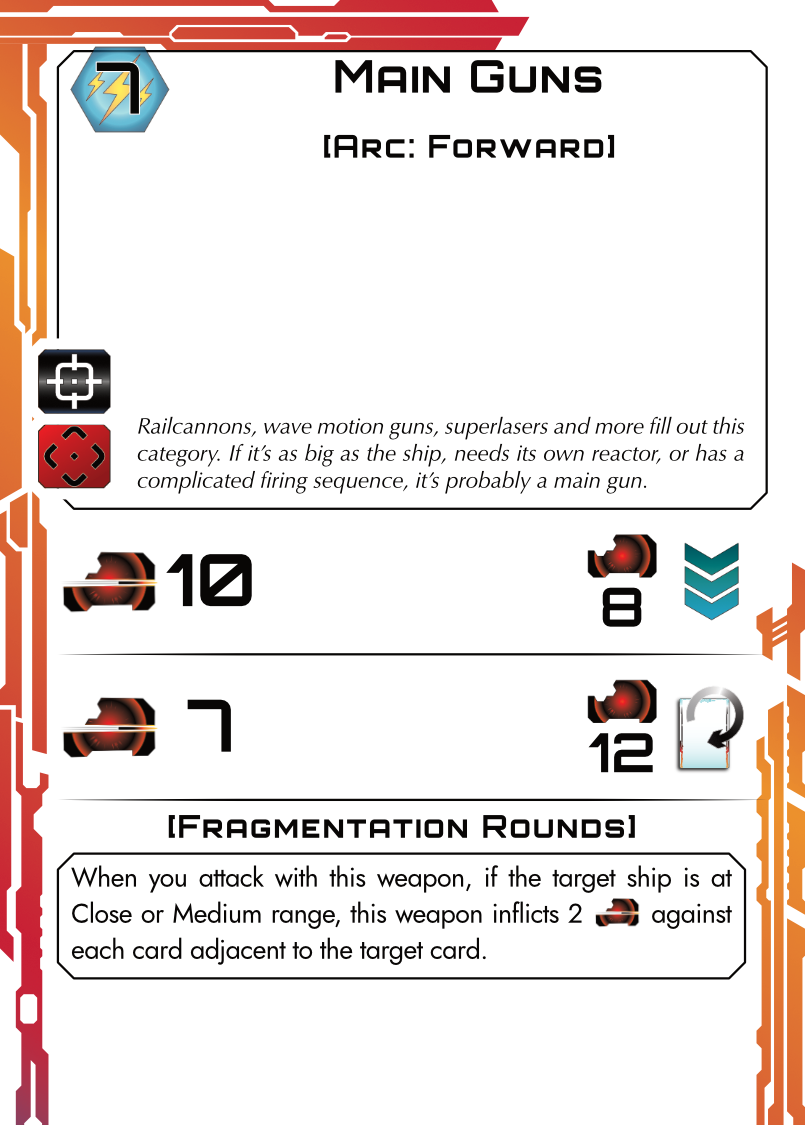 7
Main Guns
[Arc: Forward]
Railcannons, wave motion guns, superlasers and more fill out this
category. If it's as big as the ship, needs its own reactor, or has a
complicated firing sequence, it's probably a main gun.
10
8
7
12
[Fragmentation Rounds]
When you attack with this weapon, if the target ship is at
Close or Medium range, this weapon inflicts 2 against
each card adjacent to the target card.